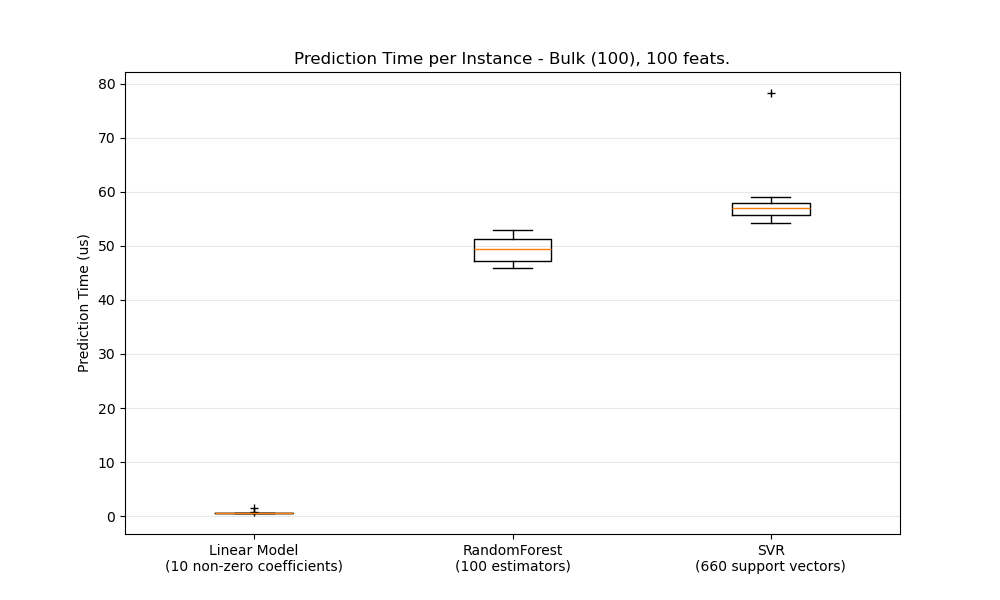 Prediction Time per Instance - Bulk (100), 100 feats.
80
70
60
50
40
30
20
10
0
Prediction Time (us)
Linear Model
(10 non-zero coefficients)
RandomForest
(100 estimators)
SVR
(660 support vectors)